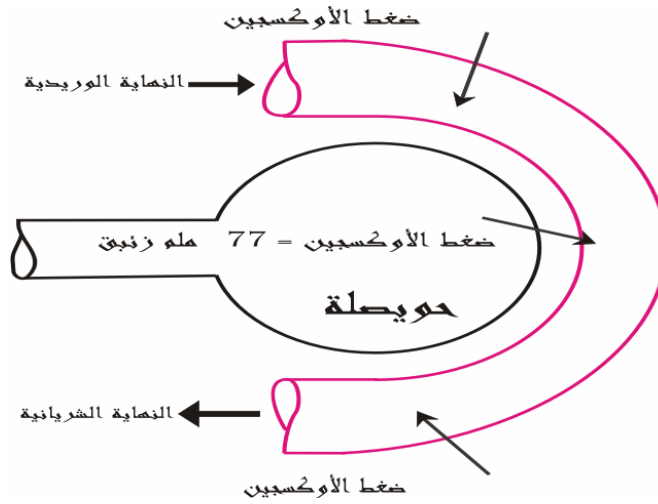 ضغط الأوكسجين
النهاية الوريدية
ضغط الأوكسجين = 77 ملم زئبق
حويصلة
النهاية الشريانية
ضغط الأوكسجين